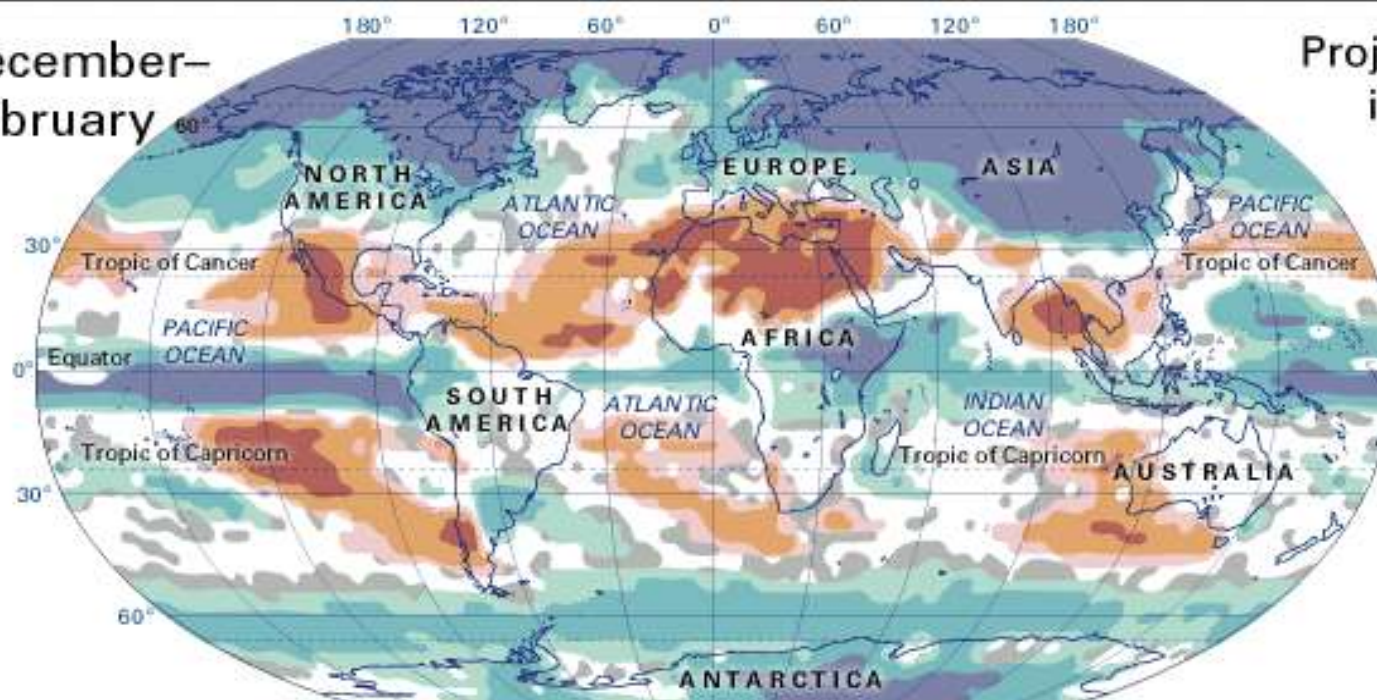 180° 120° 60° 0° 60° 120° 180°
ecember–
bruary
Proj
i
60°
NORTH
AMERICA
EUROPE
ASIA
ATLANTIC
OCEAN
PACIFIC
OCEAN
30°
Tropic of Cancer
Tropic of Cancer
PACIFIC
OCEAN
AFRICA
Equator
0°
SOUTH
AMERICA
ATLANTIC
OCEAN
INDIAN
OCEAN
Tropic of Capricorn
Tropic of Capricorn
AUSTRALIA
30°
60°
ANTARCTICA